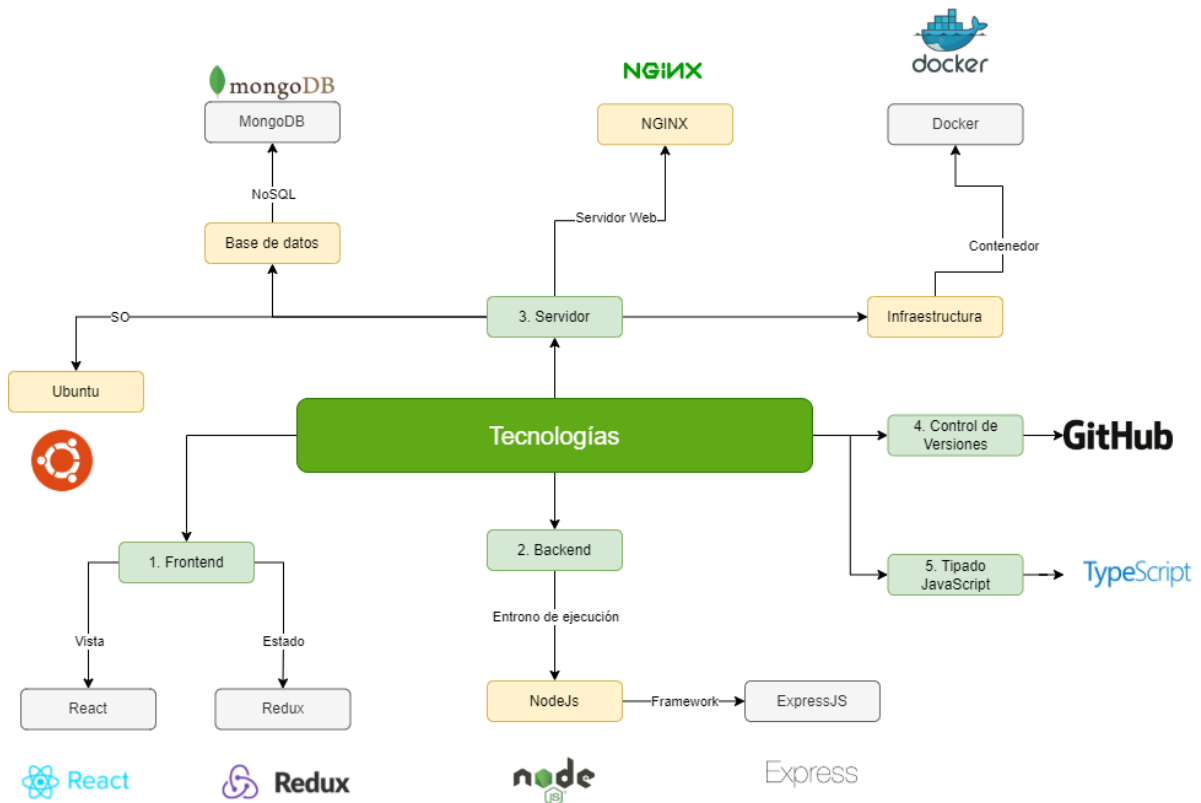 mongoDB
NGINX
docker
MongoDB
NGINX
Docker
NoSQL
Servidor Web
Base de datos
Contenedor
SO
3. Servidor
Infraestructura
Ubuntu
Tecnologías
4. Control de
Versiones
GitHub
1. Frontend
2. Backend
5. Tipado
JavaScript
TypeScript
Entrono de ejecución
Vista
Estado
React
Redux
NodeJs
Framework
ExpressJS
React
Redux
node
JS
Express